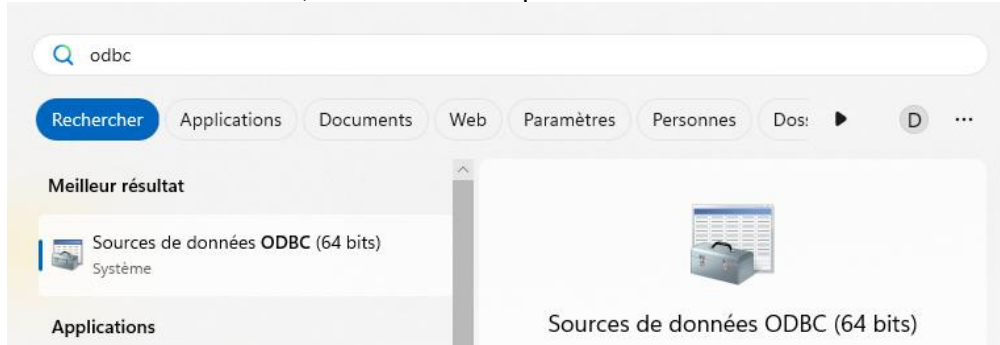 odbc
Rechercher Applications Documents Web Paramètres Personnes Dos D ...
Meilleur résultat
Sources de données ODBC (64 bits)
Système
Sources de données ODBC (64 bits)
Applications